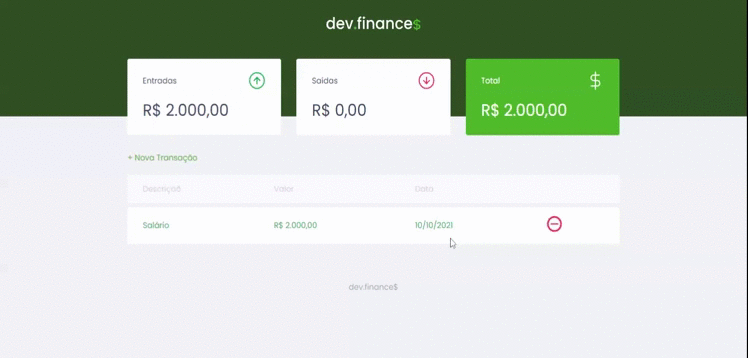 dev.finance$
Entradas
Saídas
Total
$
R$ 2.000,00
R$ 0,00
R$ 2.000,00
+ Nova Transação
Descrição Valor Data
Salário R$ 2.000,00 10/10/2021
dev.finance$